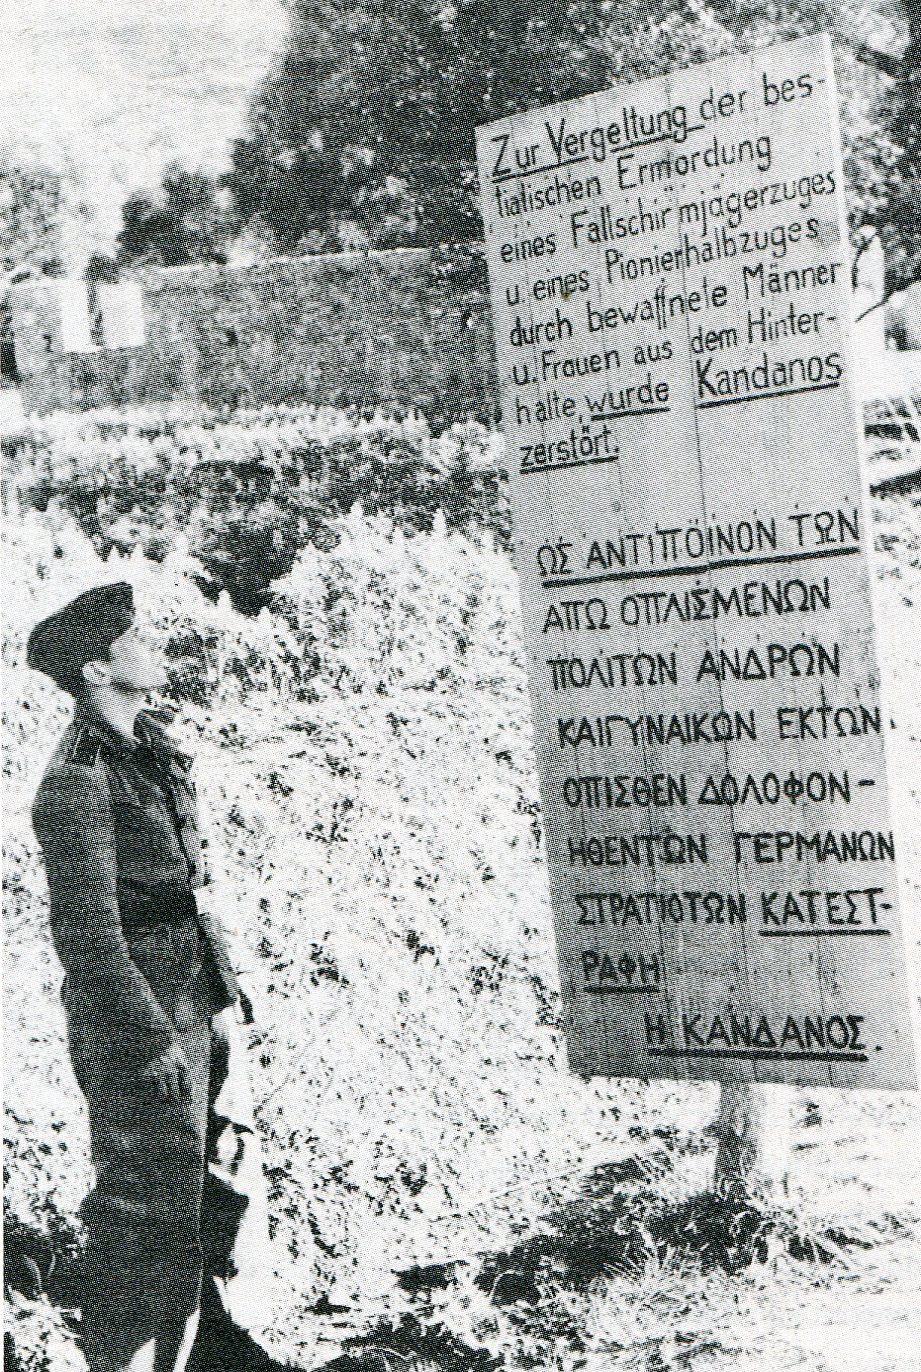 Zur Vergeltung der bes-
tialischen Ermordung
eines Fallschirmjägerzuges
u. eines Pionierhalbzuges
durch bewaffnete Männer
u. Frauen aus dem Hinter-
halte, wurde Kandanos
zerstört.
ΩΣ ΑΝΤΙΠΟΙΝΟΝ ΤΩΝ
ΑΠΩ ΟΠΛΙΣΜΕΝΩΝ
ΠΟΛΙΤΩΝ ΑΝΔΡΩΝ
ΚΑΙ ΓΥΝΑΙΚΩΝ ΕΚ ΤΩΝ
ΟΠΙΣΘΕΝ ΔΟΛΟΦΟΝ-
ΗΘΕΝΤΩΝ ΓΕΡΜΑΝΩΝ
ΣΤΡΑΤΙΟΤΩΝ ΚΑΤΕΣΤ-
ΡΑΦΗ
Η ΚΑΝΔΑΝΟΣ.